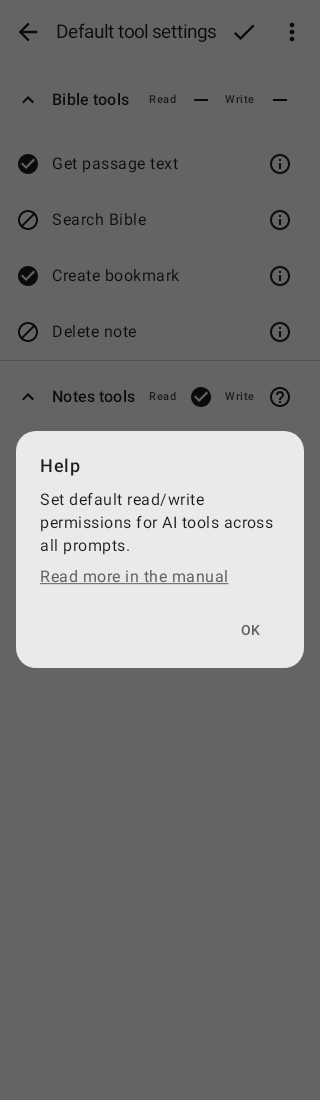 Default tool settings
Bible tools Read Write
Get passage text
Search Bible
Create bookmark
Delete note
Notes tools Read Write
Help
Set default read/write
permissions for AI tools across
all prompts.
Read more in the manual
OK